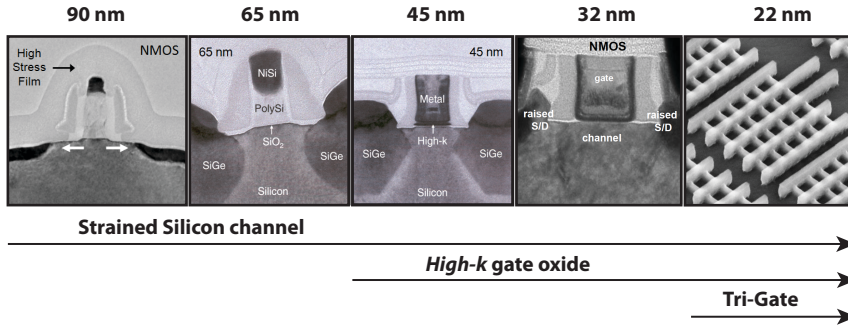 90 nm
65 nm
45 nm
32 nm
22 nm
High
Stress
Film
NMOS
65 nm
NiSi
PolySi
SiO₂
SiGe
SiGe
Silicon
45 nm
Metal
High-k
SiGe
SiGe
Silicon
NMOS
gate
raised
S/D
raised
S/D
channel
Strained Silicon channel
High-k gate oxide
Tri-Gate